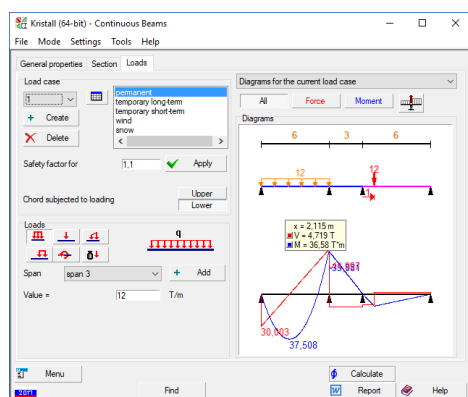 Kristall (64-bit) - Continuous Beams
File Mode Settings Tools Help
General properties Section Loads
Load case
1
Create
Delete
permanent
temporary long-term
temporary short-term
wind
snow
Safety factor for
1,1
Apply
Chord subjected to loading
Upper
Lower
Loads
q
Span
span 3
+ Add
Value =
12
T/m
Diagrams for the current load case
All Force Moment
Diagrams
6 3 6
12
12
1
x = 2,115 m
V = 4,719 T
M = 36,58 T*m
30,003
37,508
Menu
Find
Calculate
Report
Help